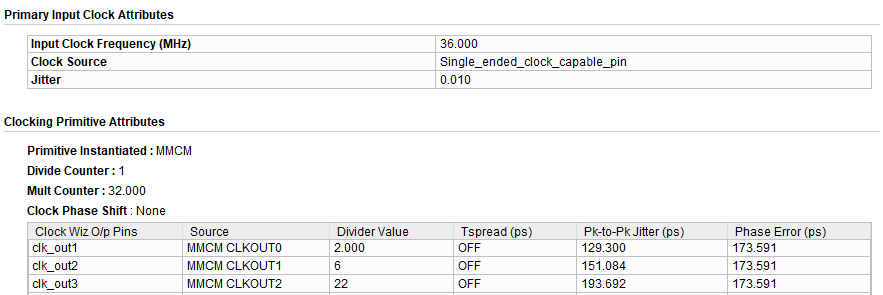 Primary Input Clock Attributes
Input Clock Frequency (MHz) 36.000
Clock Source Single_ended_clock_capable_pin
Jitter 0.010
Clocking Primitive Attributes
Primitive Instantiated : MMCM
Divide Counter : 1
Mult Counter : 32.000
Clock Phase Shift : None
Clock Wiz O/p Pins Source Divider Value Tspread (ps) Pk-to-Pk Jitter (ps) Phase Error (ps)
clk_out1 MMCM CLKOUT0 2.000 OFF 129.300 173.591
clk_out2 MMCM CLKOUT1 6 OFF 151.084 173.591
clk_out3 MMCM CLKOUT2 22 OFF 193.692 173.591